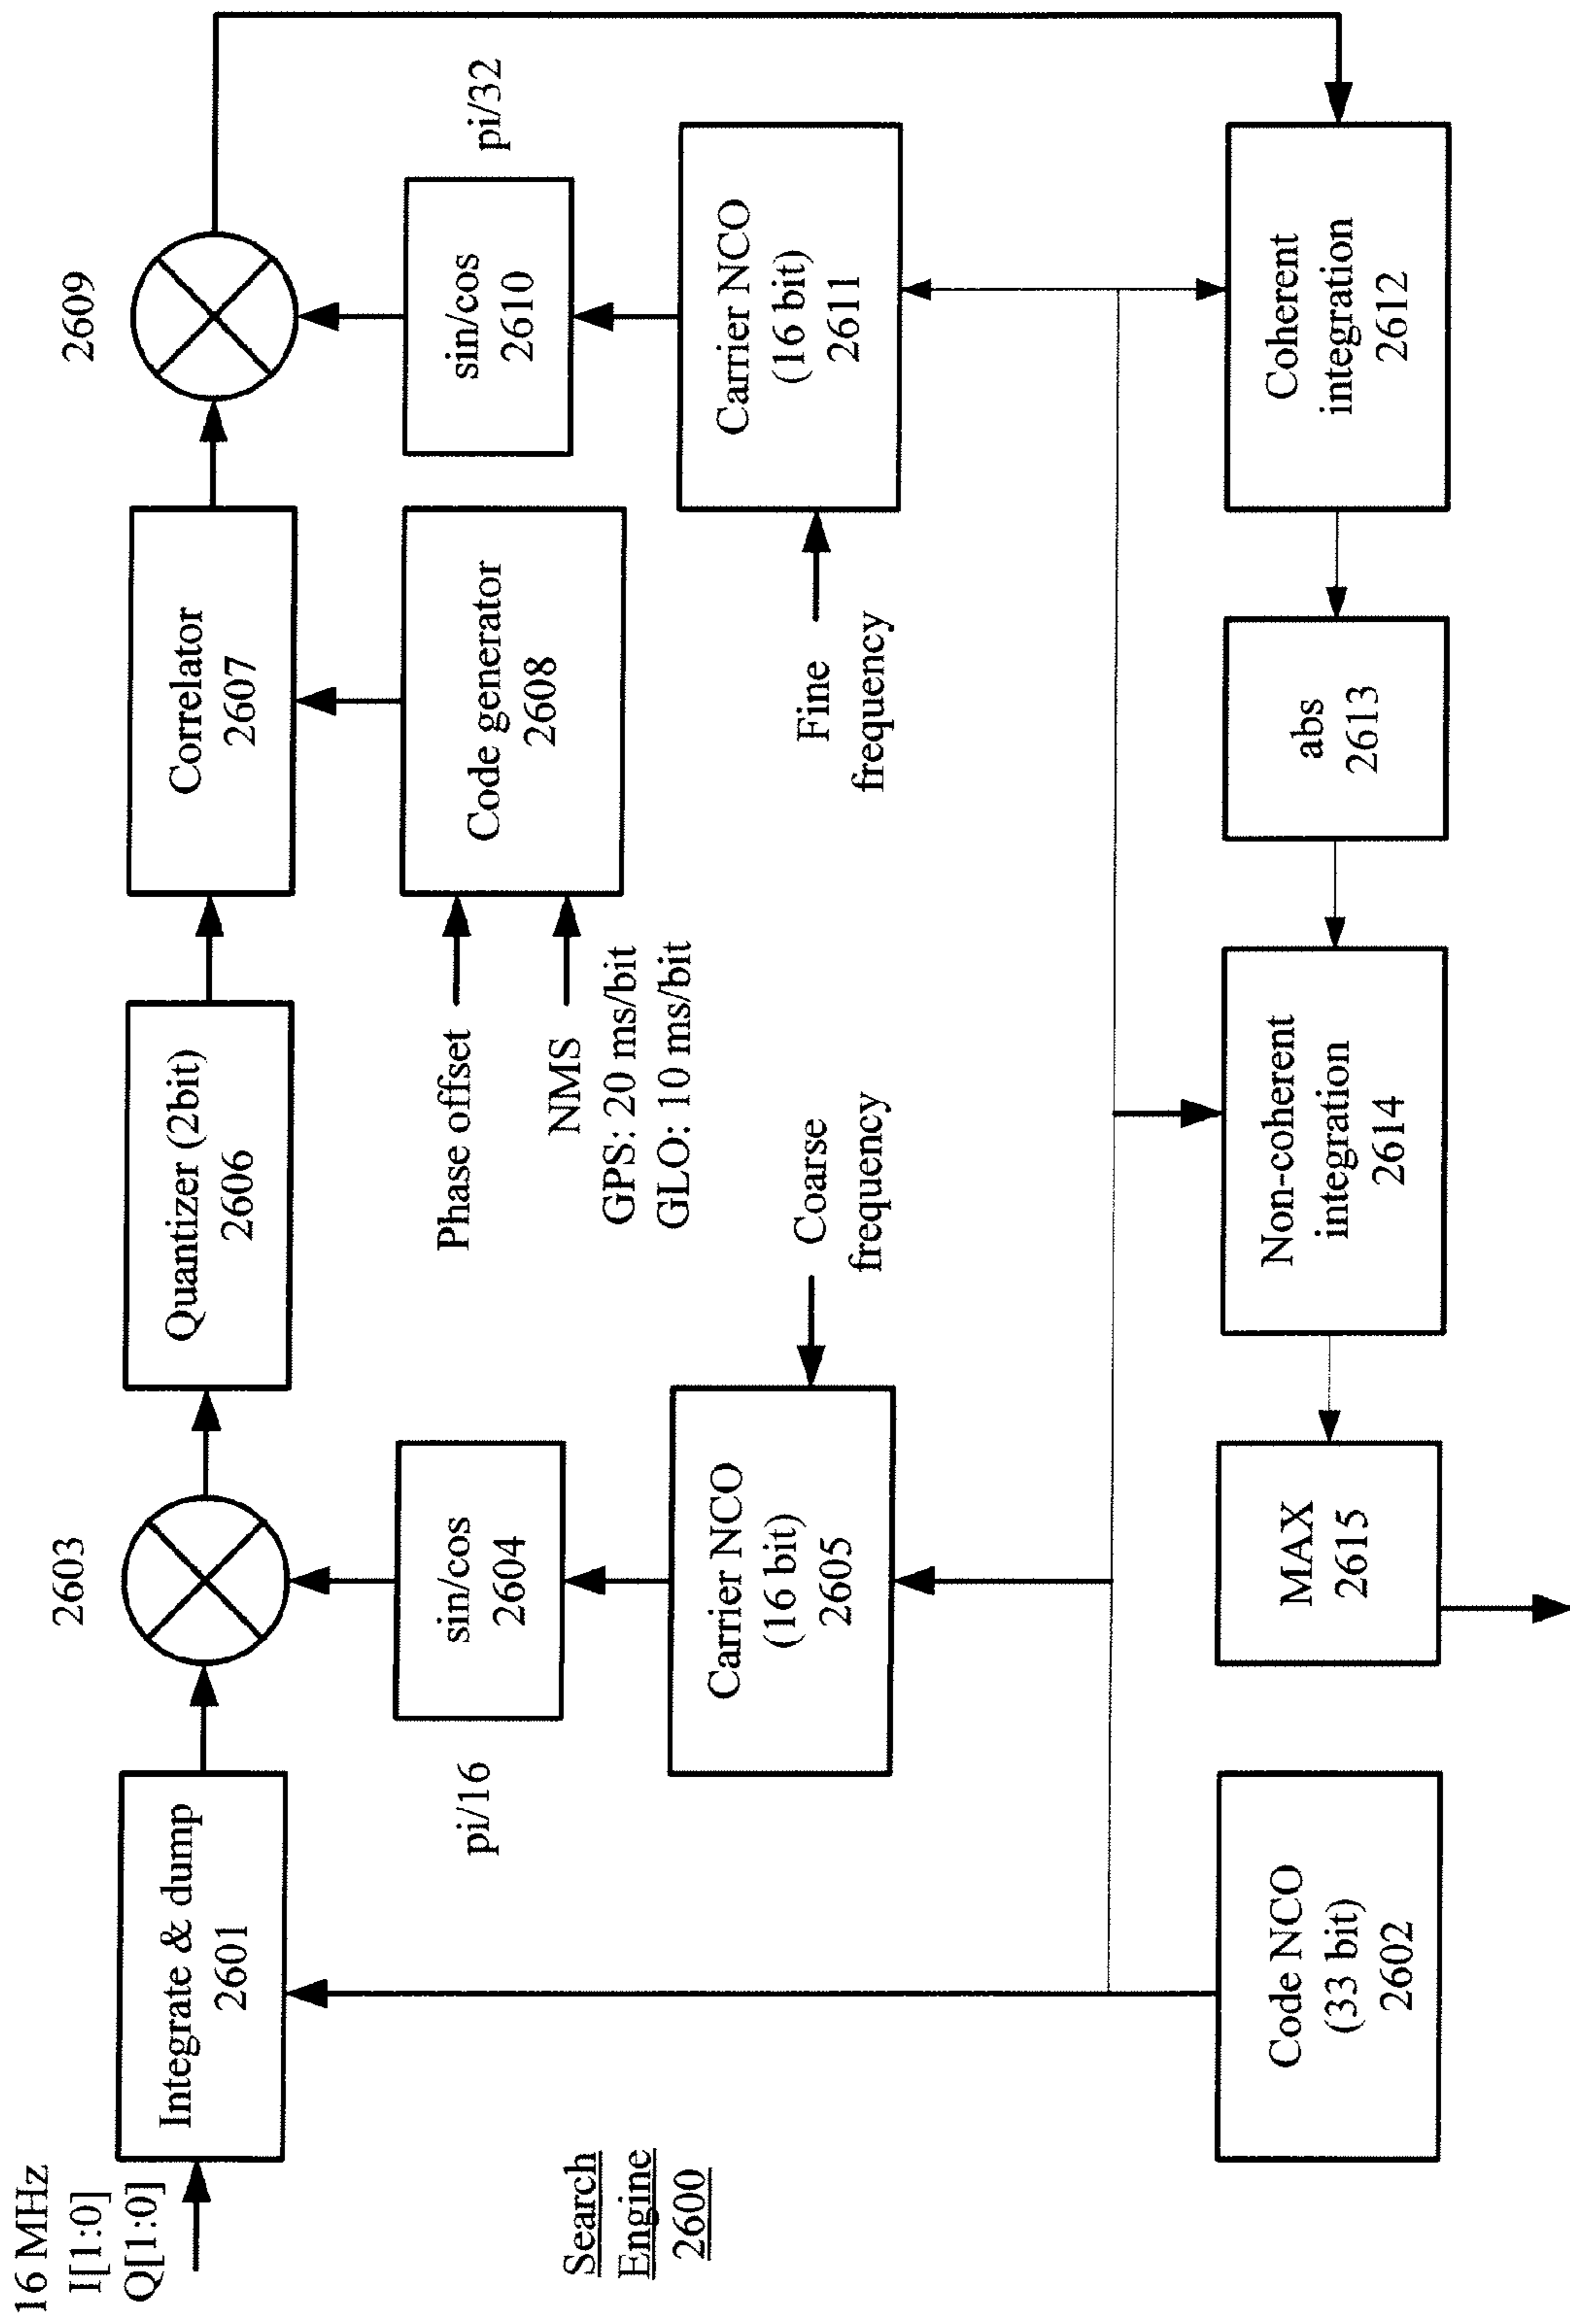 16 MHz
I[1:0]
Q[1:0]
Integrate & dump
2601
2603
Quantizer (2bit)
2606
Correlator
2607
2609
pi/16
sin/cos
2604
Phase offset
NMS
GPS: 20 ms/bit
GLO: 10 ms/bit
Code generator
2608
sin/cos
2610
pi/32
Search
Engine
2600
Carrier NCO
(16 bit)
2605
Coarse
frequency
Fine
frequency
Carrier NCO
(16 bit)
2611
Code NCO
(33 bit)
2602
MAX
2615
Non-coherent
integration
2614
abs
2613
Coherent
integration
2612